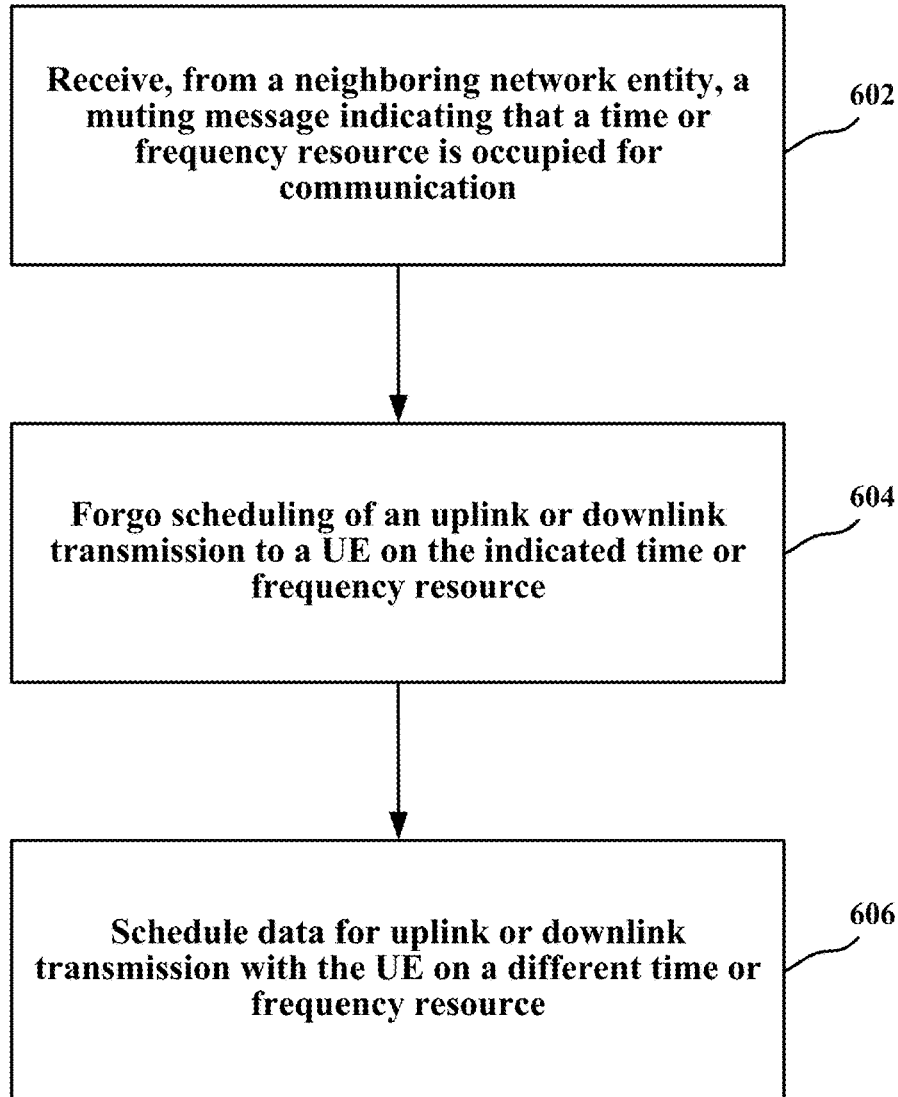 Receive, from a neighboring network entity, a
muting message indicating that a time or
frequency resource is occupied for
communication
602
Forgo scheduling of an uplink or downlink
transmission to a UE on the indicated time or
frequency resource
604
Schedule data for uplink or downlink
transmission with the UE on a different time or
frequency resource
606